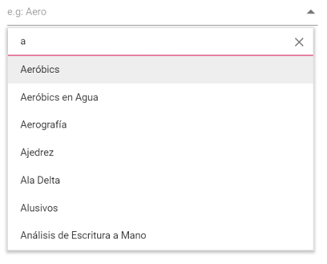 e.g: Aero
a
Aeróbics
Aeróbics en Agua
Aerografía
Ajedrez
Ala Delta
Alusivos
Análisis de Escritura a Mano